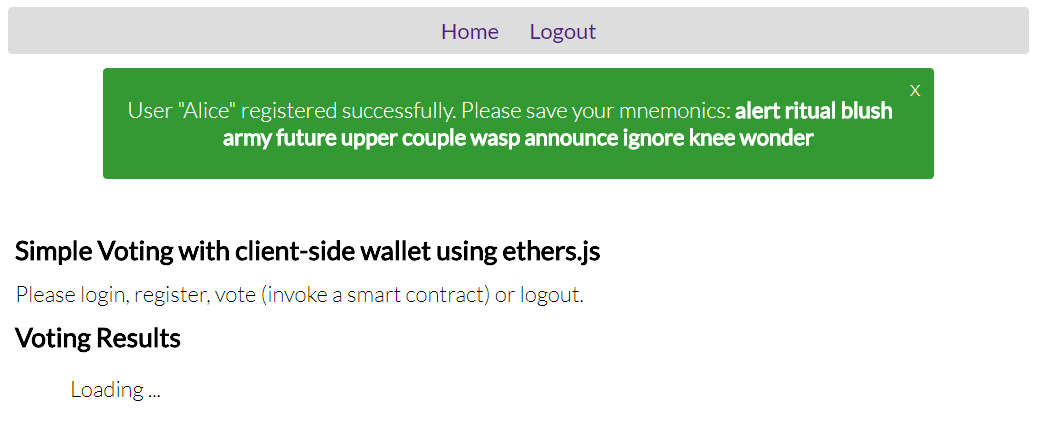 Home Logout
x
User "Alice" registered successfully. Please save your mnemonics: alert ritual blush
army future upper couple wasp announce ignore knee wonder
Simple Voting with client-side wallet using ethers.js
Please login, register, vote (invoke a smart contract) or logout.
Voting Results
Loading ...